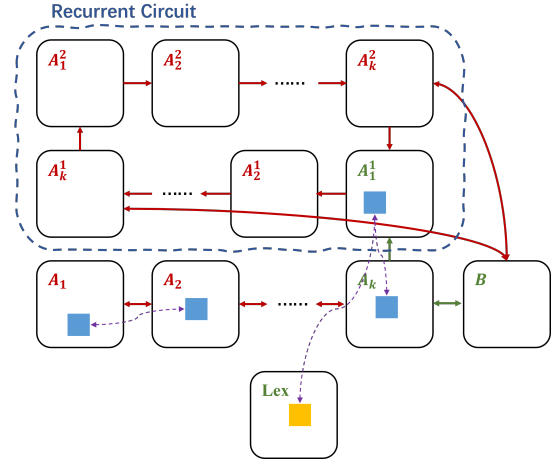 Recurrent Circuit
A_1^2 A_2^2 ...... A_k^2
A_k^1 ...... A_2^1 A_1^1
A_1 A_2 ...... A_k B
Lex